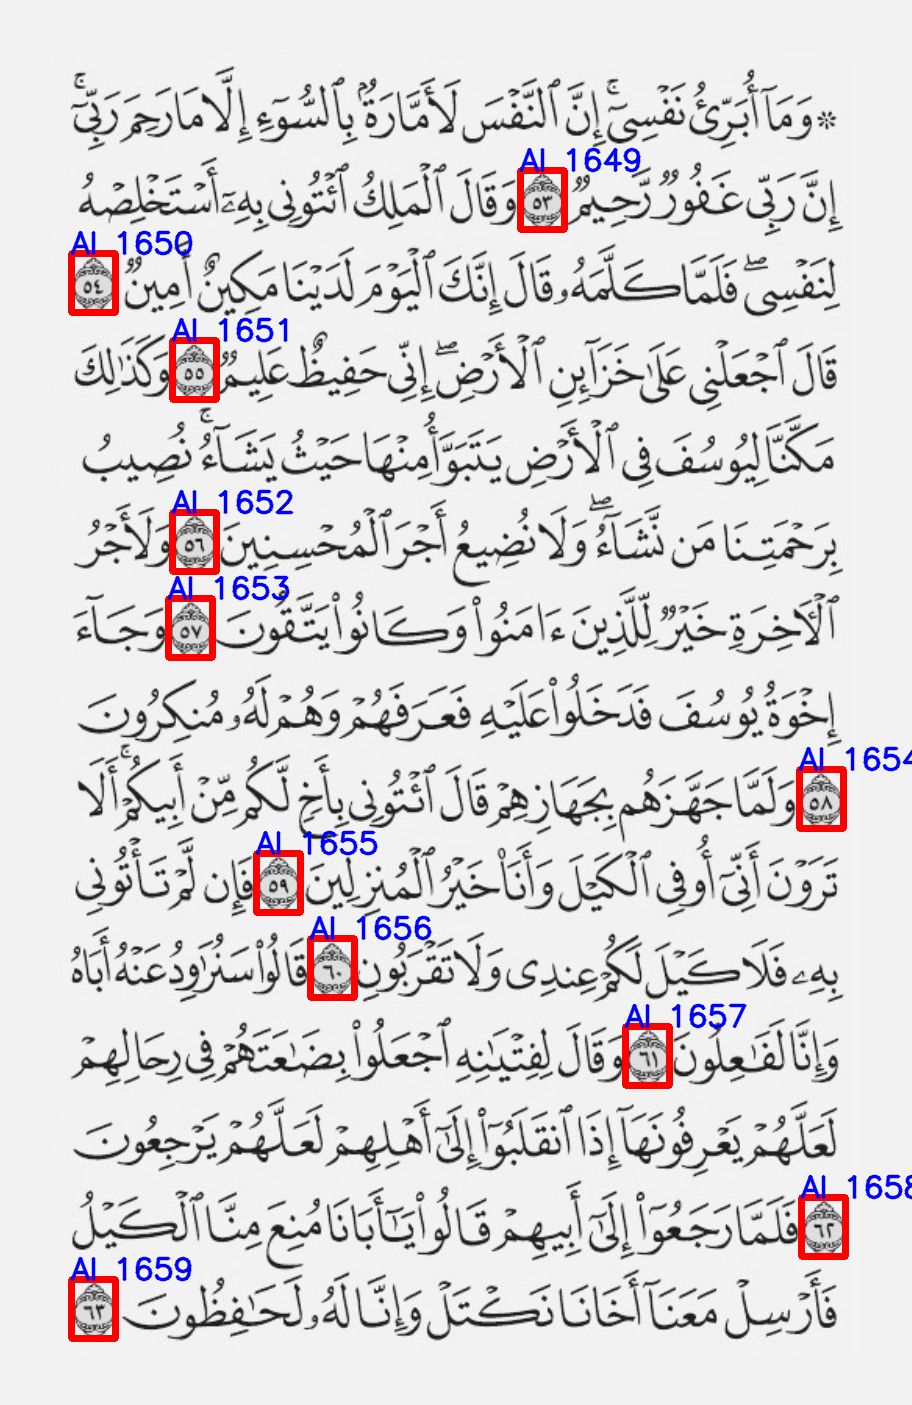 ۞ وَمَآ أُبَرِّئُ نَفْسِىٓ ۚ إِنَّ ٱلنَّفْسَ لَأَمَّارَةٌۢ بِٱلسُّوٓءِ إِلَّا مَا رَحِمَ رَبِّىٓ ۚ
AI 1649
إِنَّ رَبِّى غَفُورٌ رَّحِيمٌ ٥٣ وَقَالَ ٱلْمَلِكُ ٱئْتُونِى بِهِۦٓ أَسْتَخْلِصْهُ
AI 1650
لِنَفْسِى ۖ فَلَمَّا كَلَّمَهُۥ قَالَ إِنَّكَ ٱلْيَوْمَ لَدَيْنَا مَكِينٌ أَمِينٌ ٥٤
AI 1651
قَالَ ٱجْعَلْنِى عَلَىٰ خَزَآئِنِ ٱلْأَرْضِ ۖ إِنِّى حَفِيظٌ عَلِيمٌ ٥٥ وَكَذَٰلِكَ
مَكَّنَّا لِيُوسُفَ فِى ٱلْأَرْضِ يَتَبَوَّأُ مِنْهَا حَيْثُ يَشَآءُ ۚ نُصِيبُ
AI 1652
بِرَحْمَتِنَا مَن نَّشَآءُ ۖ وَلَا نُضِيعُ أَجْرَ ٱلْمُحْسِنِينَ ٥٦ وَلَأَجْرُ
AI 1653
ٱلْـَٔاخِرَةِ خَيْرٌ لِّلَّذِينَ ءَامَنُوا۟ وَكَانُوا۟ يَتَّقُونَ ٥٧ وَجَآءَ
إِخْوَةُ يُوسُفَ فَدَخَلُوا۟ عَلَيْهِ فَعَرَفَهُمْ وَهُمْ لَهُۥ مُنكِرُونَ
AI 1654
٥٨ وَلَمَّا جَهَّزَهُم بِجَهَازِهِمْ قَالَ ٱئْتُونِى بِأَخٍ لَّكُم مِّنْ أَبِيكُمْ ۚ أَلَا
AI 1655
تَرَوْنَ أَنِّىٓ أُوفِى ٱلْكَيْلَ وَأَنَا۠ خَيْرُ ٱلْمُنزِلِينَ ٥٩ فَإِن لَّمْ تَأْتُونِى
AI 1656
بِهِۦ فَلَا كَيْلَ لَكُمْ عِندِى وَلَا تَقْرَبُونِ ٦٠ قَالُوا۟ سَنُرَٰوِدُ عَنْهُ أَبَاهُ
AI 1657
وَإِنَّا لَفَـٰعِلُونَ ٦١ وَقَالَ لِفِتْيَـٰنِهِ ٱجْعَلُوا۟ بِضَـٰعَتَهُمْ فِى رِحَالِهِمْ
لَعَلَّهُمْ يَعْرِفُونَهَآ إِذَا ٱنقَلَبُوٓا۟ إِلَىٰٓ أَهْلِهِمْ لَعَلَّهُمْ يَرْجِعُونَ
AI 1658
٦٢ فَلَمَّا رَجَعُوٓا۟ إِلَىٰٓ أَبِيهِمْ قَالُوا۟ يَـٰٓأَبَانَا مُنِعَ مِنَّا ٱلْكَيْلُ
AI 1659
فَأَرْسِلْ مَعَنَآ أَخَانَا نَكْتَلْ وَإِنَّا لَهُۥ لَحَـٰفِظُونَ ٦٣